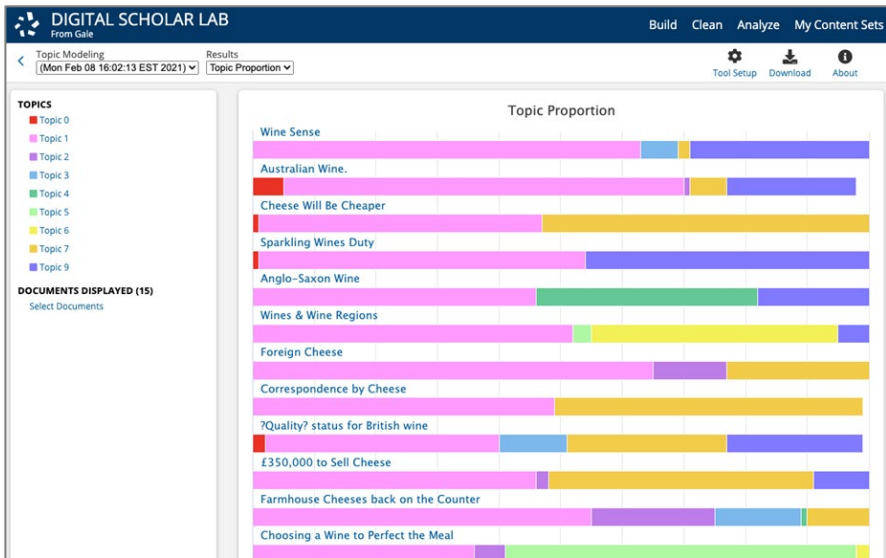 DIGITAL SCHOLAR LAB
From Gale
Build Clean Analyze My Content Sets
Topic Modeling
(Mon Feb 08 16:02:13 EST 2021)
Results
Topic Proportion
Tool Setup
Download
About
TOPICS
Topic 0
Topic 1
Topic 2
Topic 3
Topic 4
Topic 5
Topic 6
Topic 7
Topic 9
DOCUMENTS DISPLAYED (15)
Select Documents
Topic Proportion
Wine Sense
Australian Wine.
Cheese Will Be Cheaper
Sparkling Wines Duty
Anglo-Saxon Wine
Wines & Wine Regions
Foreign Cheese
Correspondence by Cheese
?Quality? status for British wine
£350,000 to Sell Cheese
Farmhouse Cheeses back on the Counter
Choosing a Wine to Perfect the Meal